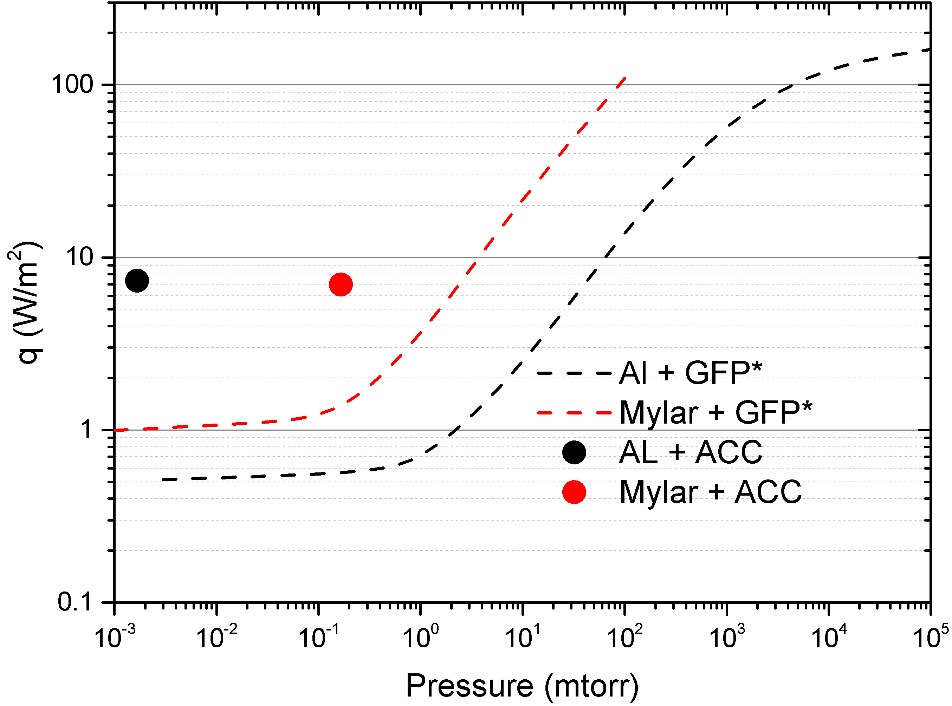 100
10
1
0.1
q (W/m²)
Al + GFP*
Mylar + GFP*
AL + ACC
Mylar + ACC
10⁻³ 10⁻² 10⁻¹ 10⁰ 10¹ 10² 10³ 10⁴ 10⁵
Pressure (mtorr)